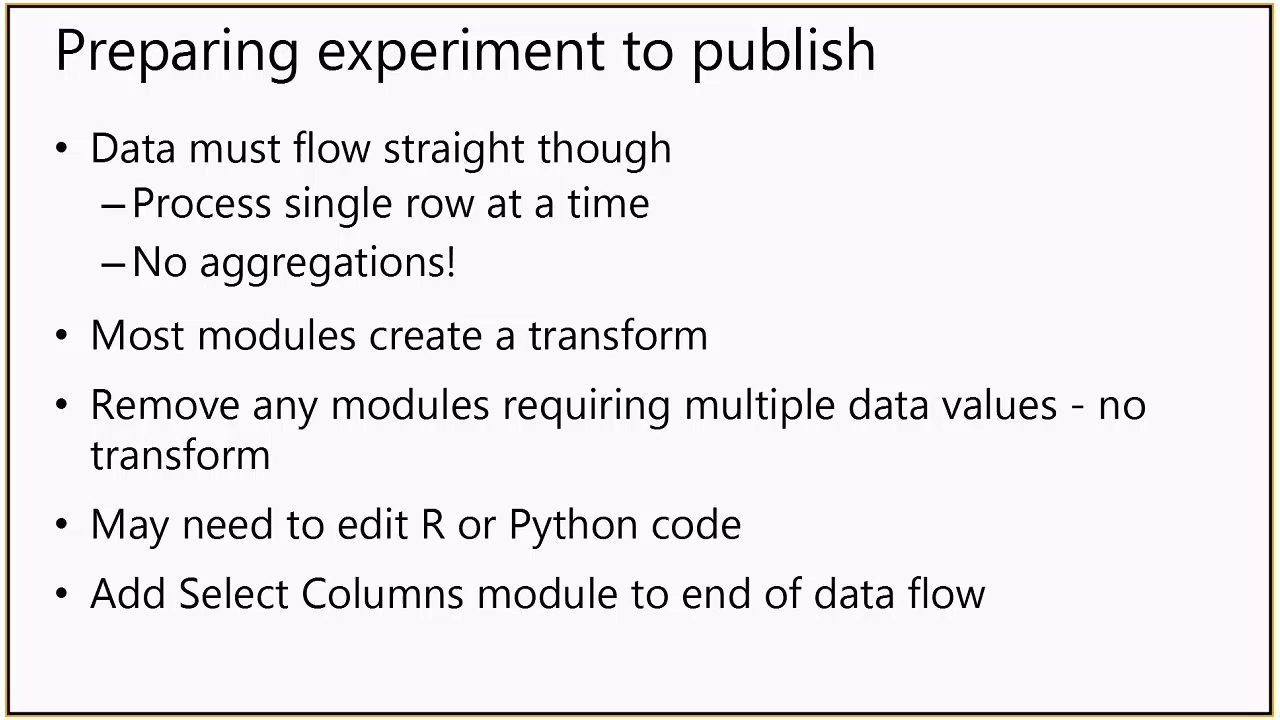 Preparing experiment to publish
• Data must flow straight though
– Process single row at a time
– No aggregations!
• Most modules create a transform
• Remove any modules requiring multiple data values - no
transform
• May need to edit R or Python code
• Add Select Columns module to end of data flow